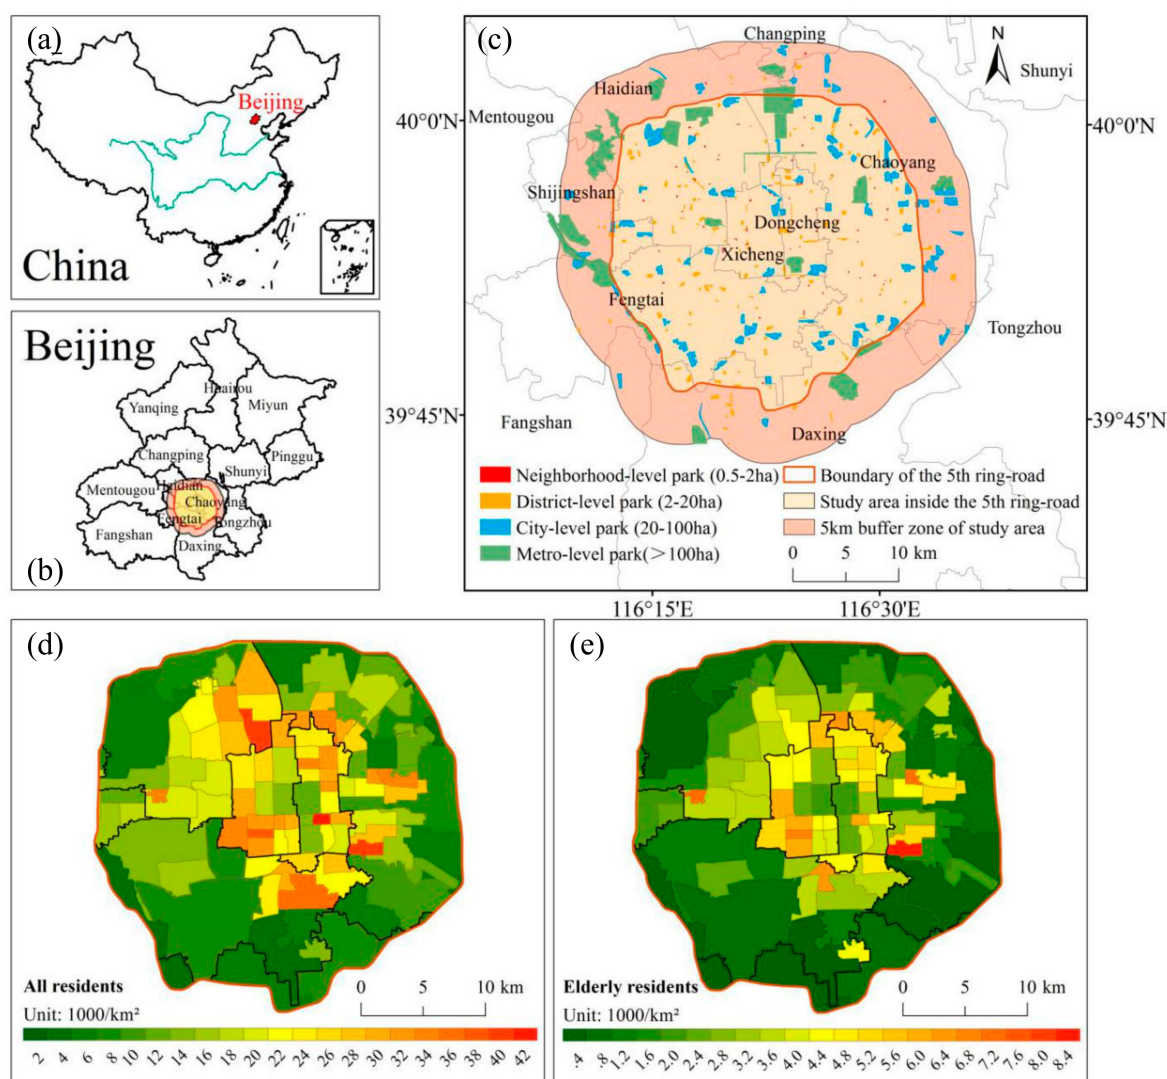 (a)
Beijing
China
Beijing
Huairou
Yanqing
Miyun
Changping
Shunyi
Pinggu
Mentougou
Haidian
Chaoyang
Fengtai
Tongzhou
Fangshan
Daxing
(b)
(c)
N
Changping
Shunyi
Haidian
Mentougou
40°0'N
40°0'N
Chaoyang
Shijingshan
Dongcheng
Xicheng
Fengtai
Tongzhou
39°45'N
39°45'N
Fangshan
Daxing
Neighborhood-level park (0.5-2ha)
District-level park (2-20ha)
City-level park (20-100ha)
Metro-level park(＞100ha)
Boundary of the 5th ring-road
Study area inside the 5th ring-road
5km buffer zone of study area
0 5 10 km
116°15'E
116°30'E
(d)
All residents
Unit: 1000/km²
0 5 10 km
2 4 6 8 10 12 14 16 18 20 22 24 26 28 30 32 34 36 38 40 42
(e)
Elderly residents
Unit: 1000/km²
0 5 10 km
.4 .8 1.2 1.6 2.0 2.4 2.8 3.2 3.6 4.0 4.4 4.8 5.2 5.6 6.0 6.4 6.8 7.2 7.6 8.0 8.4